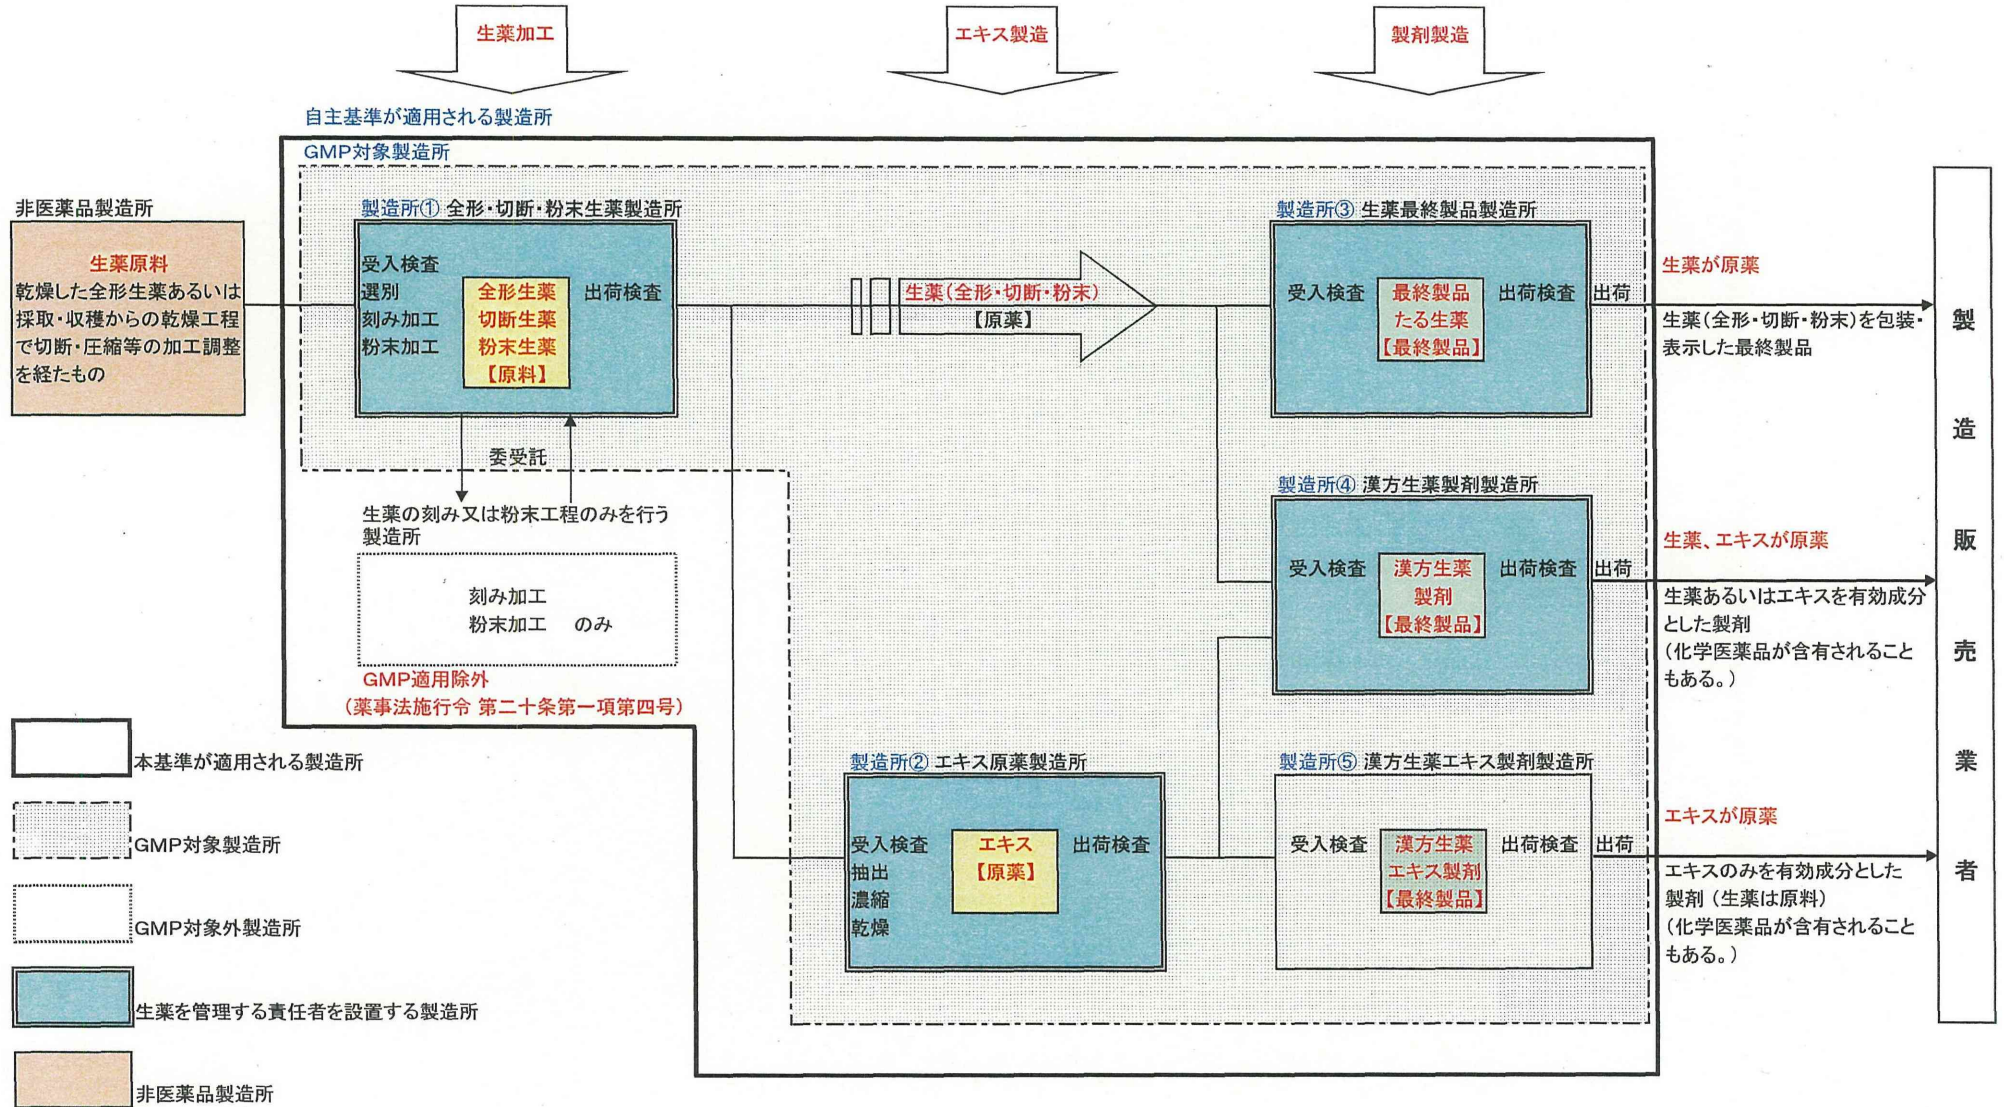 生薬加工
エキス製造
製剤製造
自主基準が適用される製造所
GMP対象製造所
非医薬品製造所
生薬原料
乾燥した全形生薬あるいは
採取・収穫からの乾燥工程
で切断・圧縮等の加工調整
を経たもの
製造所① 全形・切断・粉末生薬製造所
受入検査
選別
刻み加工
粉末加工
全形生薬
切断生薬
粉末生薬
【原料】
出荷検査
委受託
生薬の刻み又は粉末工程のみを行う
製造所
刻み加工
粉末加工 のみ
GMP適用除外
(薬事法施行令 第二十条第一項第四号)
生薬(全形・切断・粉末)
【原薬】
製造所③ 生薬最終製品製造所
受入検査
最終製品
たる生薬
【最終製品】
出荷検査
出荷
生薬が原薬
生薬(全形・切断・粉末)を包装・
表示した最終製品
製造所④ 漢方生薬製剤製造所
受入検査
漢方生薬
製剤
【最終製品】
出荷検査
出荷
生薬、エキスが原薬
生薬あるいはエキスを有効成分
とした製剤
(化学医薬品が含有されること
もある。)
製造所② エキス原薬製造所
受入検査
抽出
濃縮
乾燥
エキス
【原薬】
出荷検査
製造所⑤ 漢方生薬エキス製剤製造所
受入検査
漢方生薬
エキス製剤
【最終製品】
出荷検査
出荷
エキスが原薬
エキスのみを有効成分とした
製剤 (生薬は原料)
(化学医薬品が含有されること
もある。)
製造販売業者
本基準が適用される製造所
GMP対象製造所
GMP対象外製造所
生薬を管理する責任者を設置する製造所
非医薬品製造所